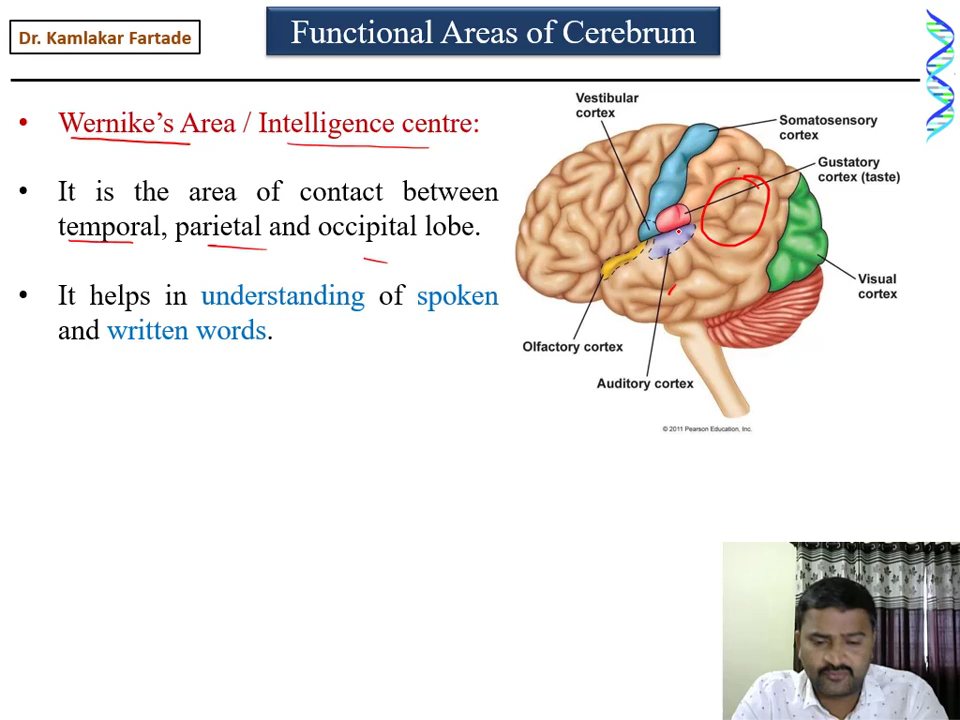 Dr. Kamlakar Fartade
Functional Areas of Cerebrum
• Wernike's Area / Intelligence centre:
• It is the area of contact between
temporal, parietal and occipital lobe.
• It helps in understanding of spoken
and written words.
Vestibular
cortex
Somatosensory
cortex
Gustatory
cortex (taste)
Visual
cortex
Olfactory cortex
Auditory cortex
© 2011 Pearson Education, Inc.